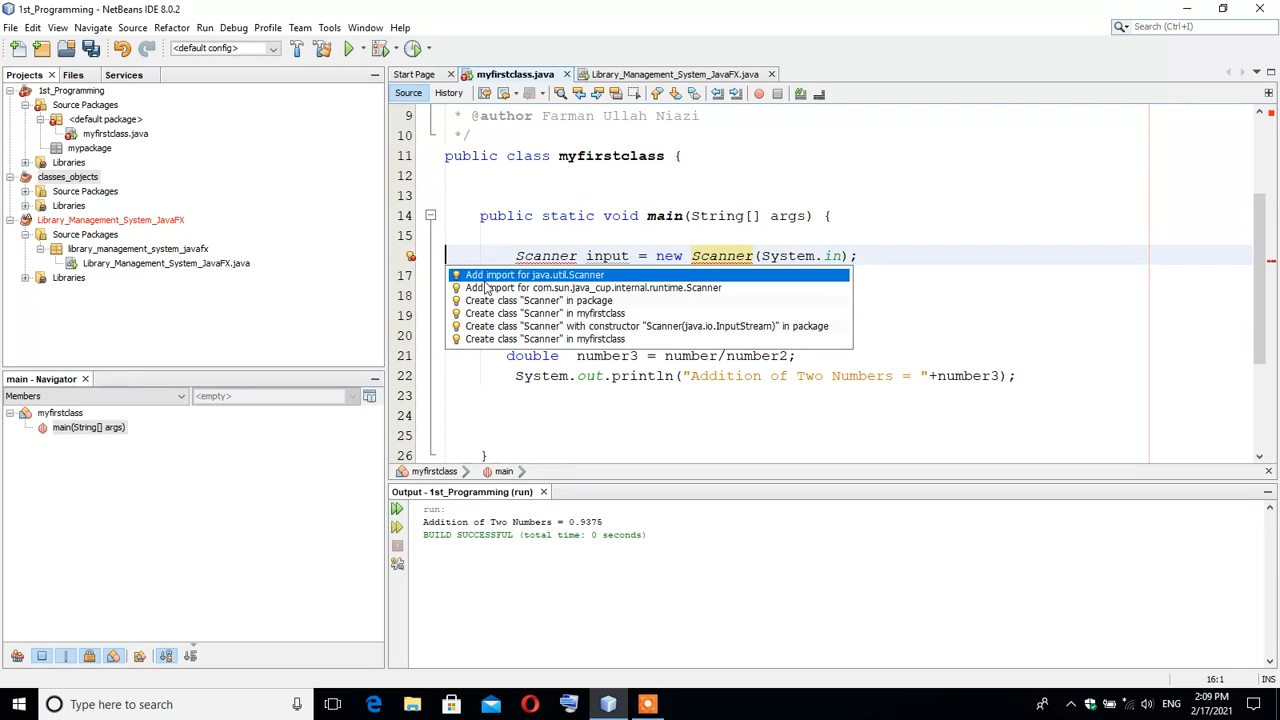 1st_Programming - NetBeans IDE 8.0.2
File Edit View Navigate Source Refactor Run Debug Profile Team Tools Window Help
Search (Ctrl+I)
<default config>
Projects Files Services
Start Page myfirstclass.java Library_Management_System_JavaFX.java
Source History
1st_Programming
Source Packages
<default package>
myfirstclass.java
mypackage
Libraries
classes_objects
Source Packages
Libraries
Library_Management_System_JavaFX
Source Packages
library_management_system_javafx
Library_Management_System_JavaFX.java
Libraries
9 * @author Farman Ullah Niazi
10 */
11 public class myfirstclass {
12
13
14 public static void main(String[] args) {
15
Scanner input = new Scanner(System.in);
17
18
19
20
21 double number3 = number/number2;
22 System.out.println("Addition of Two Numbers = "+number3);
23
24
25
26 }
Add import for java.util.Scanner
Add import for com.sun.java_cup.internal.runtime.Scanner
Create class "Scanner" in package
Create class "Scanner" in myfirstclass
Create class "Scanner" with constructor "Scanner(java.io.InputStream)" in package
Create class "Scanner" in myfirstclass
main - Navigator
Members <empty>
myfirstclass
main(String[] args)
myfirstclass main
Output - 1st_Programming (run)
run:
Addition of Two Numbers = 0.9375
BUILD SUCCESSFUL (total time: 0 seconds)
16:1 INS
Type here to search
ENG
2:09 PM
2/17/2021